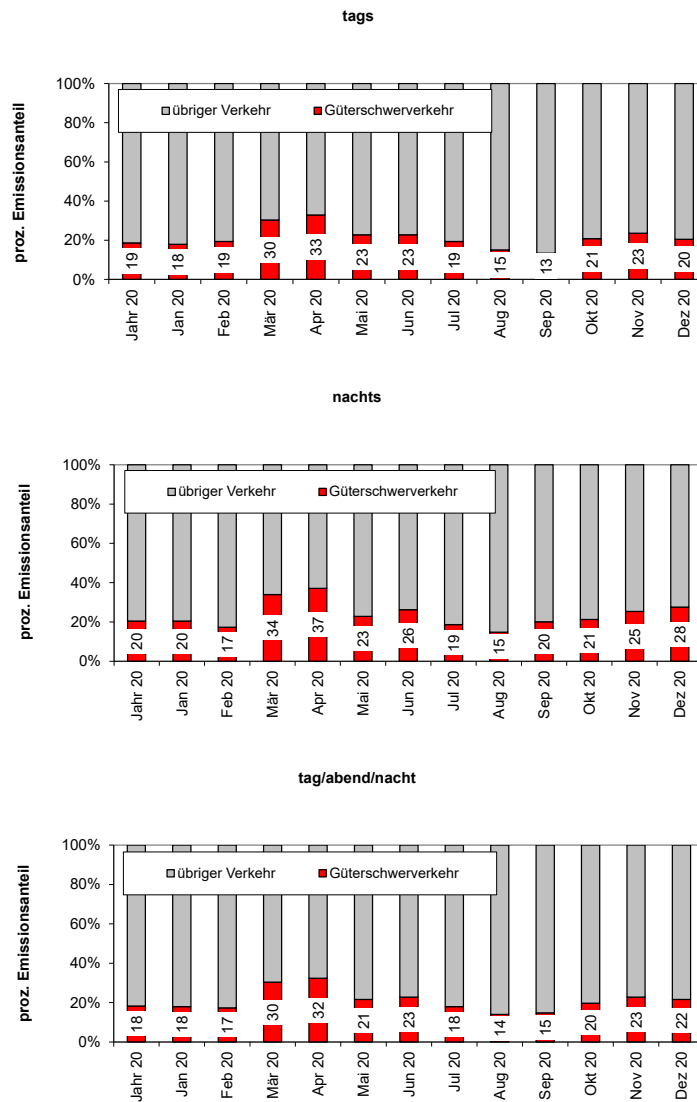 tags
proz. Emissionsanteil
100%
80%
60%
40%
20%
0%
übriger Verkehr Güterschwerverkehr
19 18 19 30 33 23 23 19 15 13 21 23 20
Jahr 20 Jan 20 Feb 20 Mär 20 Apr 20 Mai 20 Jun 20 Jul 20 Aug 20 Sep 20 Okt 20 Nov 20 Dez 20
nachts
proz. Emissionsanteil
100%
80%
60%
40%
20%
0%
übriger Verkehr Güterschwerverkehr
20 20 17 34 37 23 26 19 15 20 21 25 28
Jahr 20 Jan 20 Feb 20 Mär 20 Apr 20 Mai 20 Jun 20 Jul 20 Aug 20 Sep 20 Okt 20 Nov 20 Dez 20
tag/abend/nacht
proz. Emissionsanteil
100%
80%
60%
40%
20%
0%
übriger Verkehr Güterschwerverkehr
18 18 17 30 32 21 23 18 14 15 20 23 22
Jahr 20 Jan 20 Feb 20 Mär 20 Apr 20 Mai 20 Jun 20 Jul 20 Aug 20 Sep 20 Okt 20 Nov 20 Dez 20